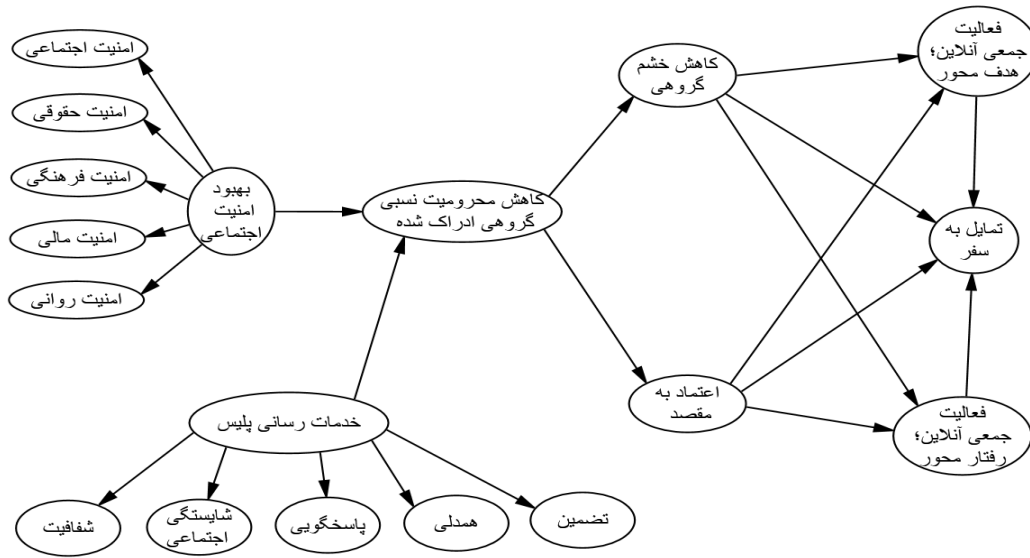 امنیت اجتماعی
امنیت حقوقی
امنیت فرهنگی
امنیت مالی
امنیت روانی
بهبود
امنیت
اجتماعی
کاهش محرومیت نسبی
گروهی ادراک شده
کاهش خشم
گروهی
اعتماد به
مقصد
فعالیت
جمعی آنلاین؛
هدف محور
تمایل به
سفر
فعالیت
جمعی آنلاین؛
رفتار محور
خدمات رسانی پلیس
شفافیت
شایستگی
اجتماعی
پاسخگویی
همدلی
تضمین